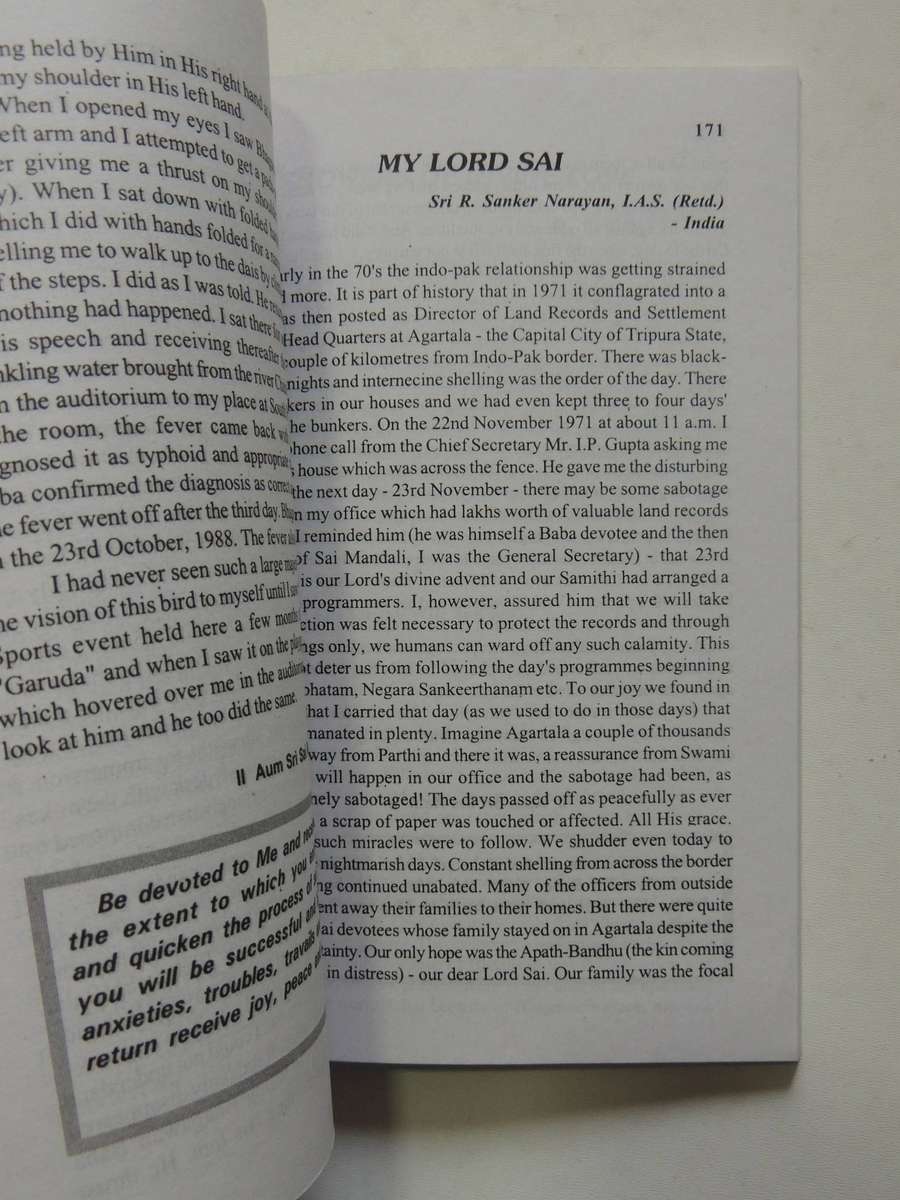 ng held by Him in His right hand
my shoulder in His left hand.
When I opened my eyes I saw
eft arm and I attempted to get a
er giving me a thrust on my
y). When I sat down with folded
hich I did with hands folded for a
elling me to walk up to the dais by
f the steps. I did as I was told. He
nothing had happened. I sat there
is speech and receiving thereafter
nkling water brought from the river
n the auditorium to my place at
he room, the fever came back
gnosed it as typhoid and
ba confirmed the diagnosis as
e fever went off after the third day.
n the 23rd October, 1988. The fever
I had never seen such a large
he vision of this bird to myself until I
Sports event held here a few months
"Garuda" and when I saw it on the
which hovered over me in the
look at him and he too did the same.
|| Aum Sri
Be devoted to Me and
the extent to which you
and quicken the process of
you will be successful
anxieties, troubles,
return receive joy, peace
171
MY LORD SAI
Sri R. Sanker Narayan, I.A.S. (Retd.)
- India
rly in the 70's the indo-pak relationship was getting strained
more. It is part of history that in 1971 it conflagrated into a
as then posted as Director of Land Records and Settlement
Head Quarters at Agartala - the Capital City of Tripura State,
couple of kilometres from Indo-Pak border. There was black-
nights and internecine shelling was the order of the day. There
kers in our houses and we had even kept three to four days'
he bunkers. On the 22nd November 1971 at about 11 a.m. I
phone call from the Chief Secretary Mr. I.P. Gupta asking me
s house which was across the fence. He gave me the disturbing
the next day - 23rd November - there may be some sabotage
n my office which had lakhs worth of valuable land records
I reminded him (he was himself a Baba devotee and the then
of Sai Mandali, I was the General Secretary) - that 23rd
is our Lord's divine advent and our Samithi had arranged a
programmers. I, however, assured him that we will take
ction was felt necessary to protect the records and through
ngs only, we humans can ward off any such calamity. This
t deter us from following the day's programmes beginning
bhatam, Negara Sankeerthanam etc. To our joy we found in
hat I carried that day (as we used to do in those days) that
manated in plenty. Imagine Agartala a couple of thousands
way from Parthi and there it was, a reassurance from Swami
will happen in our office and the sabotage had been, as
nely sabotaged! The days passed off as peacefully as ever
a scrap of paper was touched or affected. All His grace.
such miracles were to follow. We shudder even today to
nightmarish days. Constant shelling from across the border
ng continued unabated. Many of the officers from outside
ent away their families to their homes. But there were quite
ai devotees whose family stayed on in Agartala despite the
tainty. Our only hope was the Apath-Bandhu (the kin coming
in distress) - our dear Lord Sai. Our family was the focal